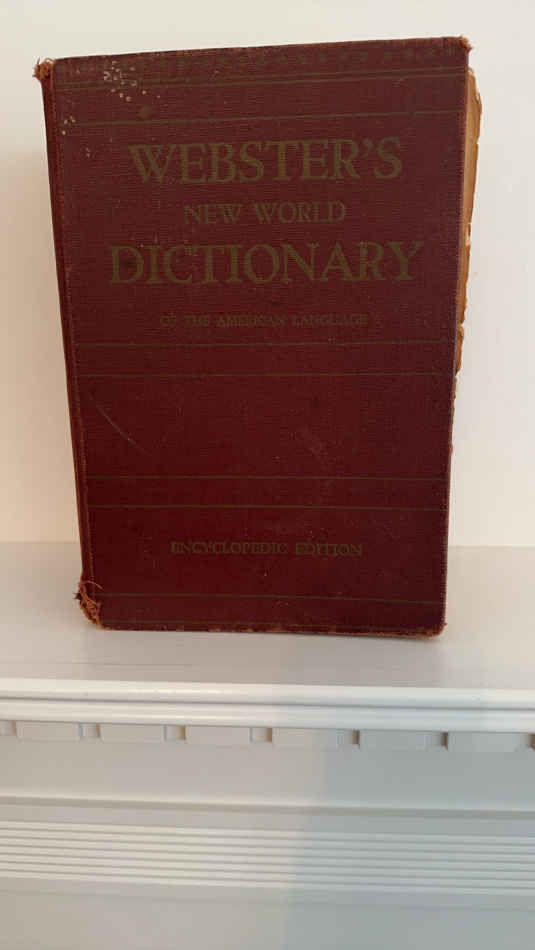 WEBSTER'S
NEW WORLD
DICTIONARY
OF THE AMERICAN LANGUAGE
ENCYCLOPEDIC EDITION